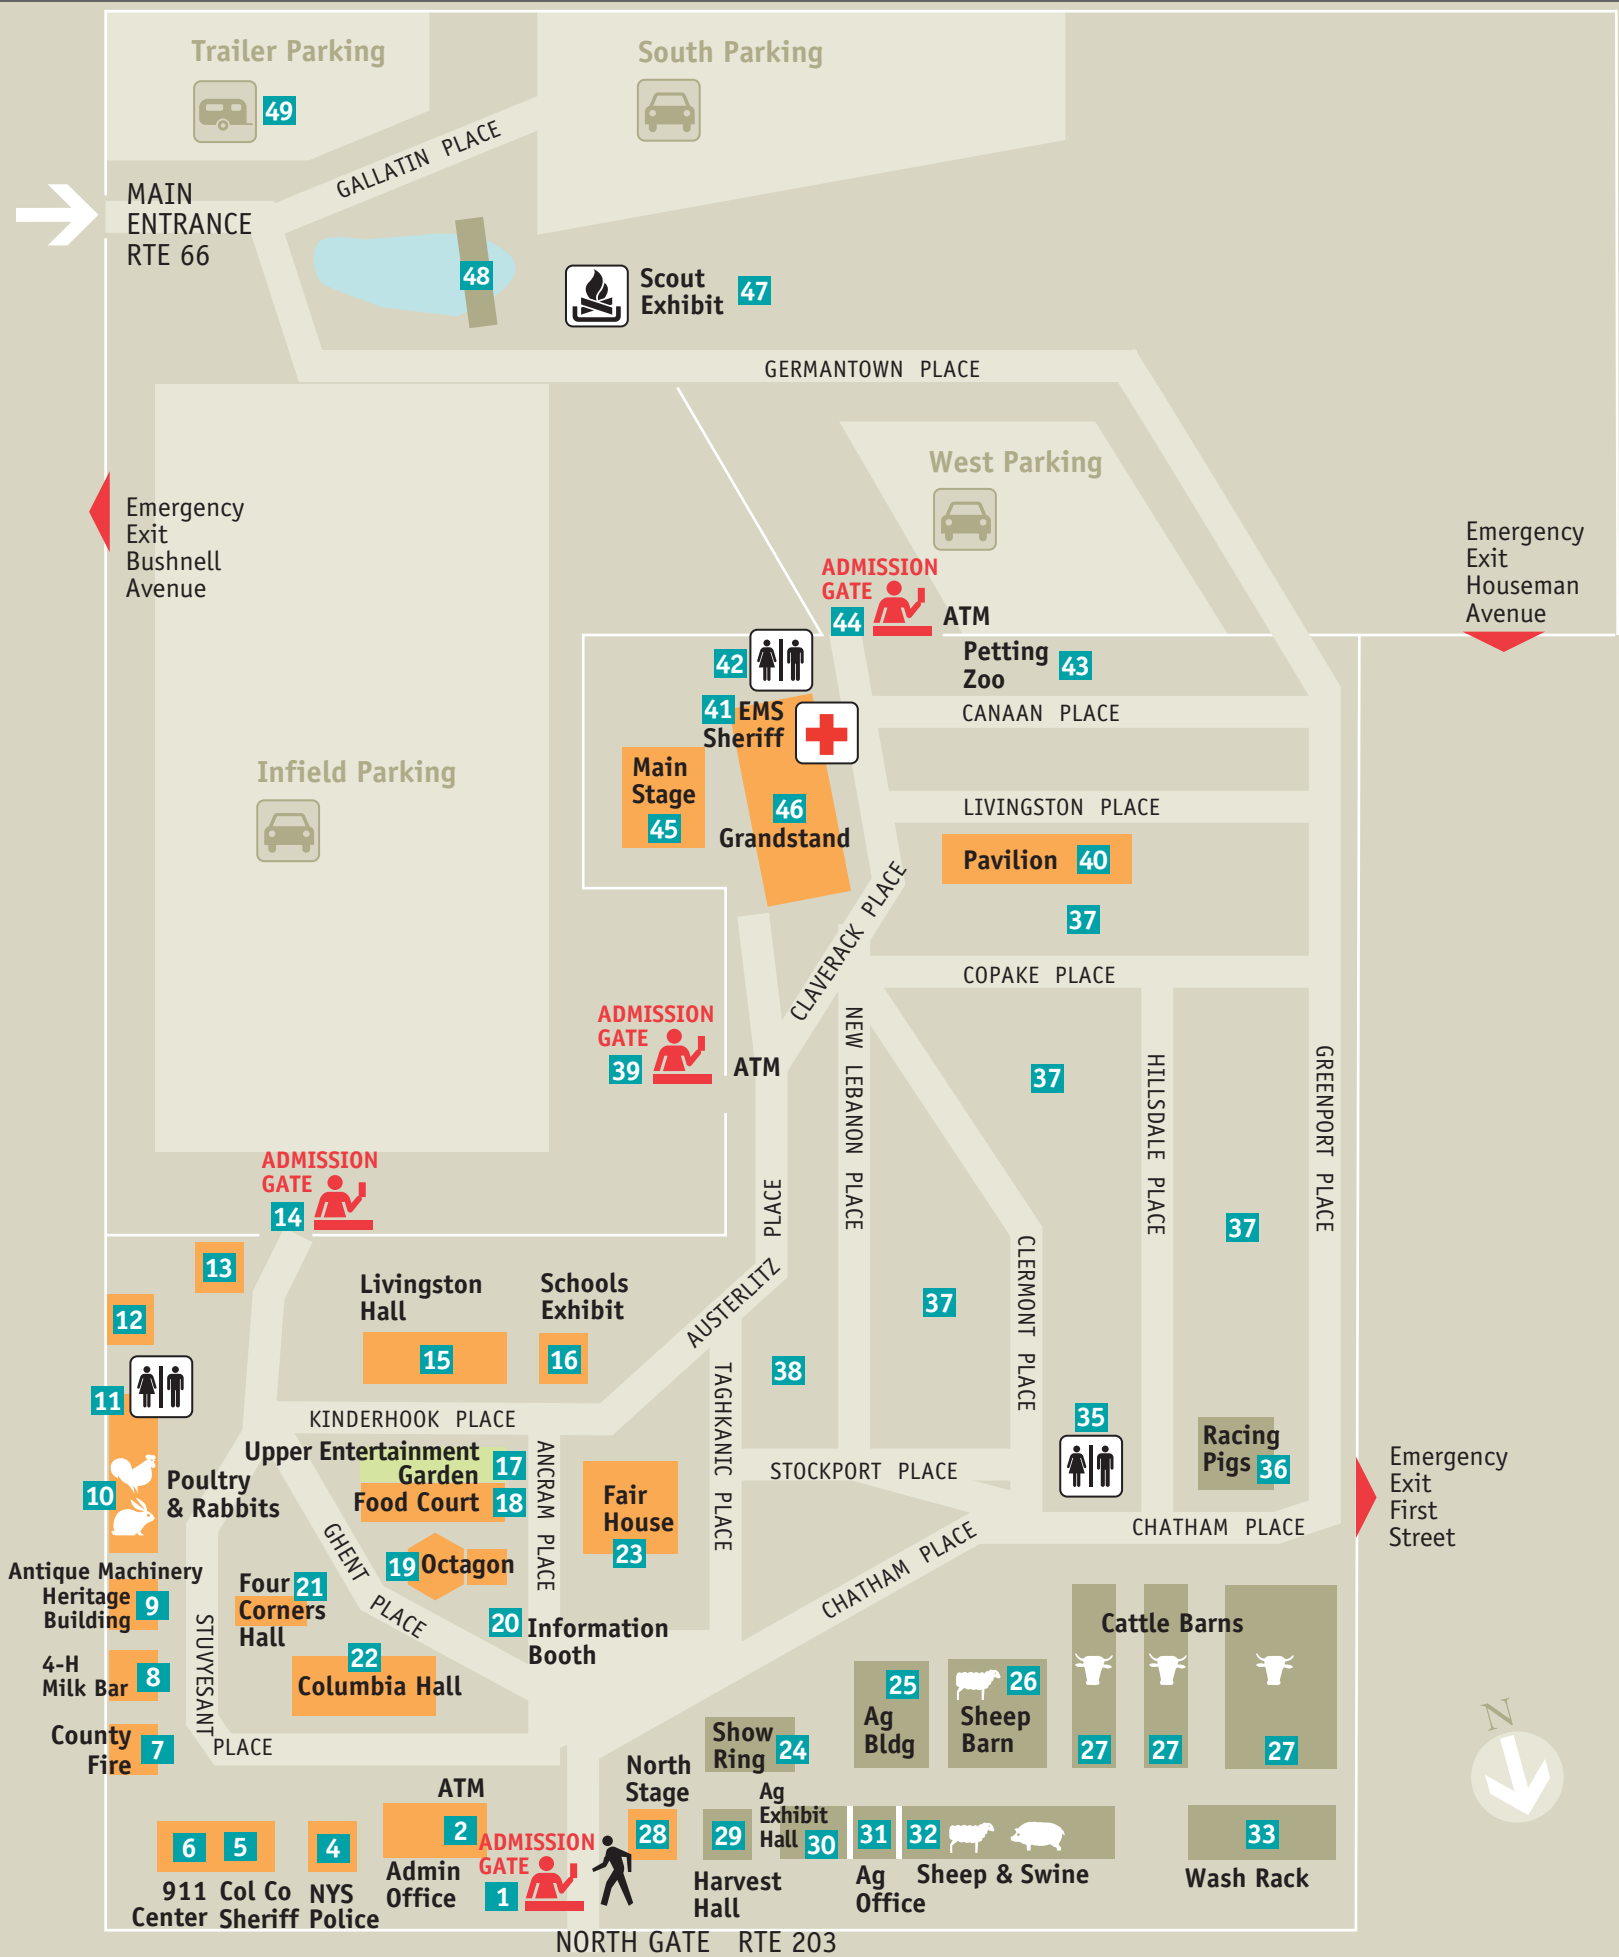 Trailer Parking
49
South Parking
GALLATIN PLACE
MAIN
ENTRANCE
RTE 66
48
Scout
Exhibit
47
GERMANTOWN PLACE
West Parking
Emergency
Exit
Bushnell
Avenue
Emergency
Exit
Houseman
Avenue
ADMISSION
GATE
44
ATM
42
Petting
Zoo
43
41
EMS
Sheriff
CANAAN PLACE
Infield Parking
Main
Stage
45
46
Grandstand
LIVINGSTON PLACE
Pavilion
40
37
CLAVERACK PLACE
COPAKE PLACE
ADMISSION
GATE
39
ATM
NEW LEBANON PLACE
37
HILLSDALE PLACE
GREENPORT PLACE
ADMISSION
GATE
14
37
13
12
Livingston
Hall
15
Schools
Exhibit
16
AUSTERLITZ PLACE
37
CLERMONT PLACE
38
11
KINDERHOOK PLACE
TAGHKANIC PLACE
35
Racing
Pigs
36
Upper Entertainment
Garden
17
Food Court
18
ANCRAM PLACE
STOCKPORT PLACE
Emergency
Exit
First
Street
10
Poultry
& Rabbits
Fair
House
23
CHATHAM PLACE
CHATHAM PLACE
GHENT PLACE
19
Octagon
Antique Machinery
Heritage
Building
9
Four
Corners
Hall
21
20
Information
Booth
STUVYESANT PLACE
4-H
Milk Bar
8
22
Columbia Hall
County
Fire
7
Cattle Barns
27
27
27
25
Ag
Bldg
26
Sheep
Barn
Show
Ring
24
N
ATM
2
Admin
Office
North
Stage
28
29
Harvest
Hall
Ag
Exhibit
Hall
30
31
Ag
Office
32
Sheep & Swine
33
Wash Rack
6
911
Center
5
Col Co
Sheriff
4
NYS
Police
ADMISSION
GATE
1
NORTH GATE RTE 203